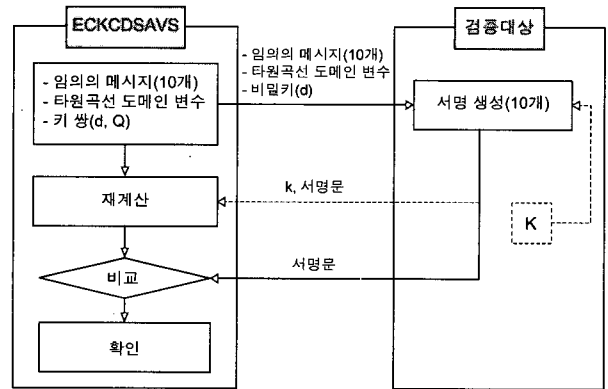 ECKCDSAVS
검증대상
- 임의의 메시지(10개)
- 타원곡선 도메인 변수
- 키 쌍(d, Q)
- 임의의 메시지(10개)
- 타원곡선 도메인 변수
- 비밀키(d)
서명 생성(10개)
재계산
k, 서명문
K
비교
서명문
확인